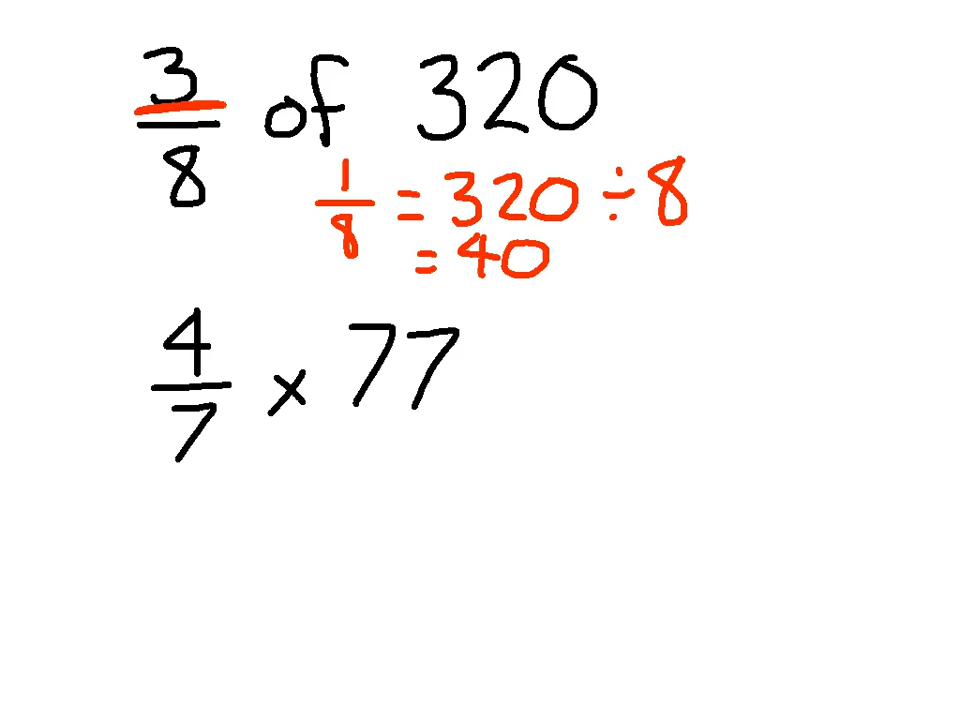 3/8 of 320
1/8 = 320 ÷ 8
= 40
4/7 × 77